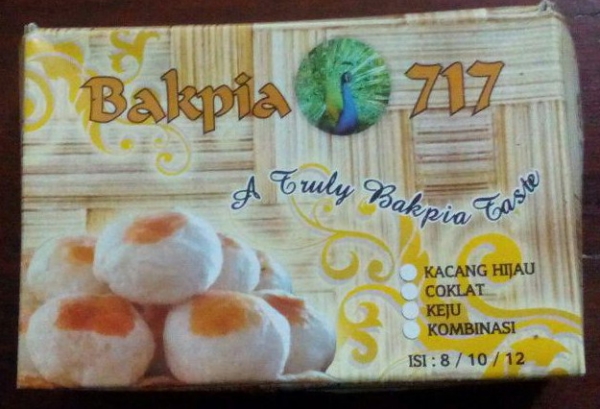 Bakpia 717
A Truly Bakpia Taste
KACANG HIJAU
COKLAT
KEJU
KOMBINASI
ISI : 8 / 10 / 12